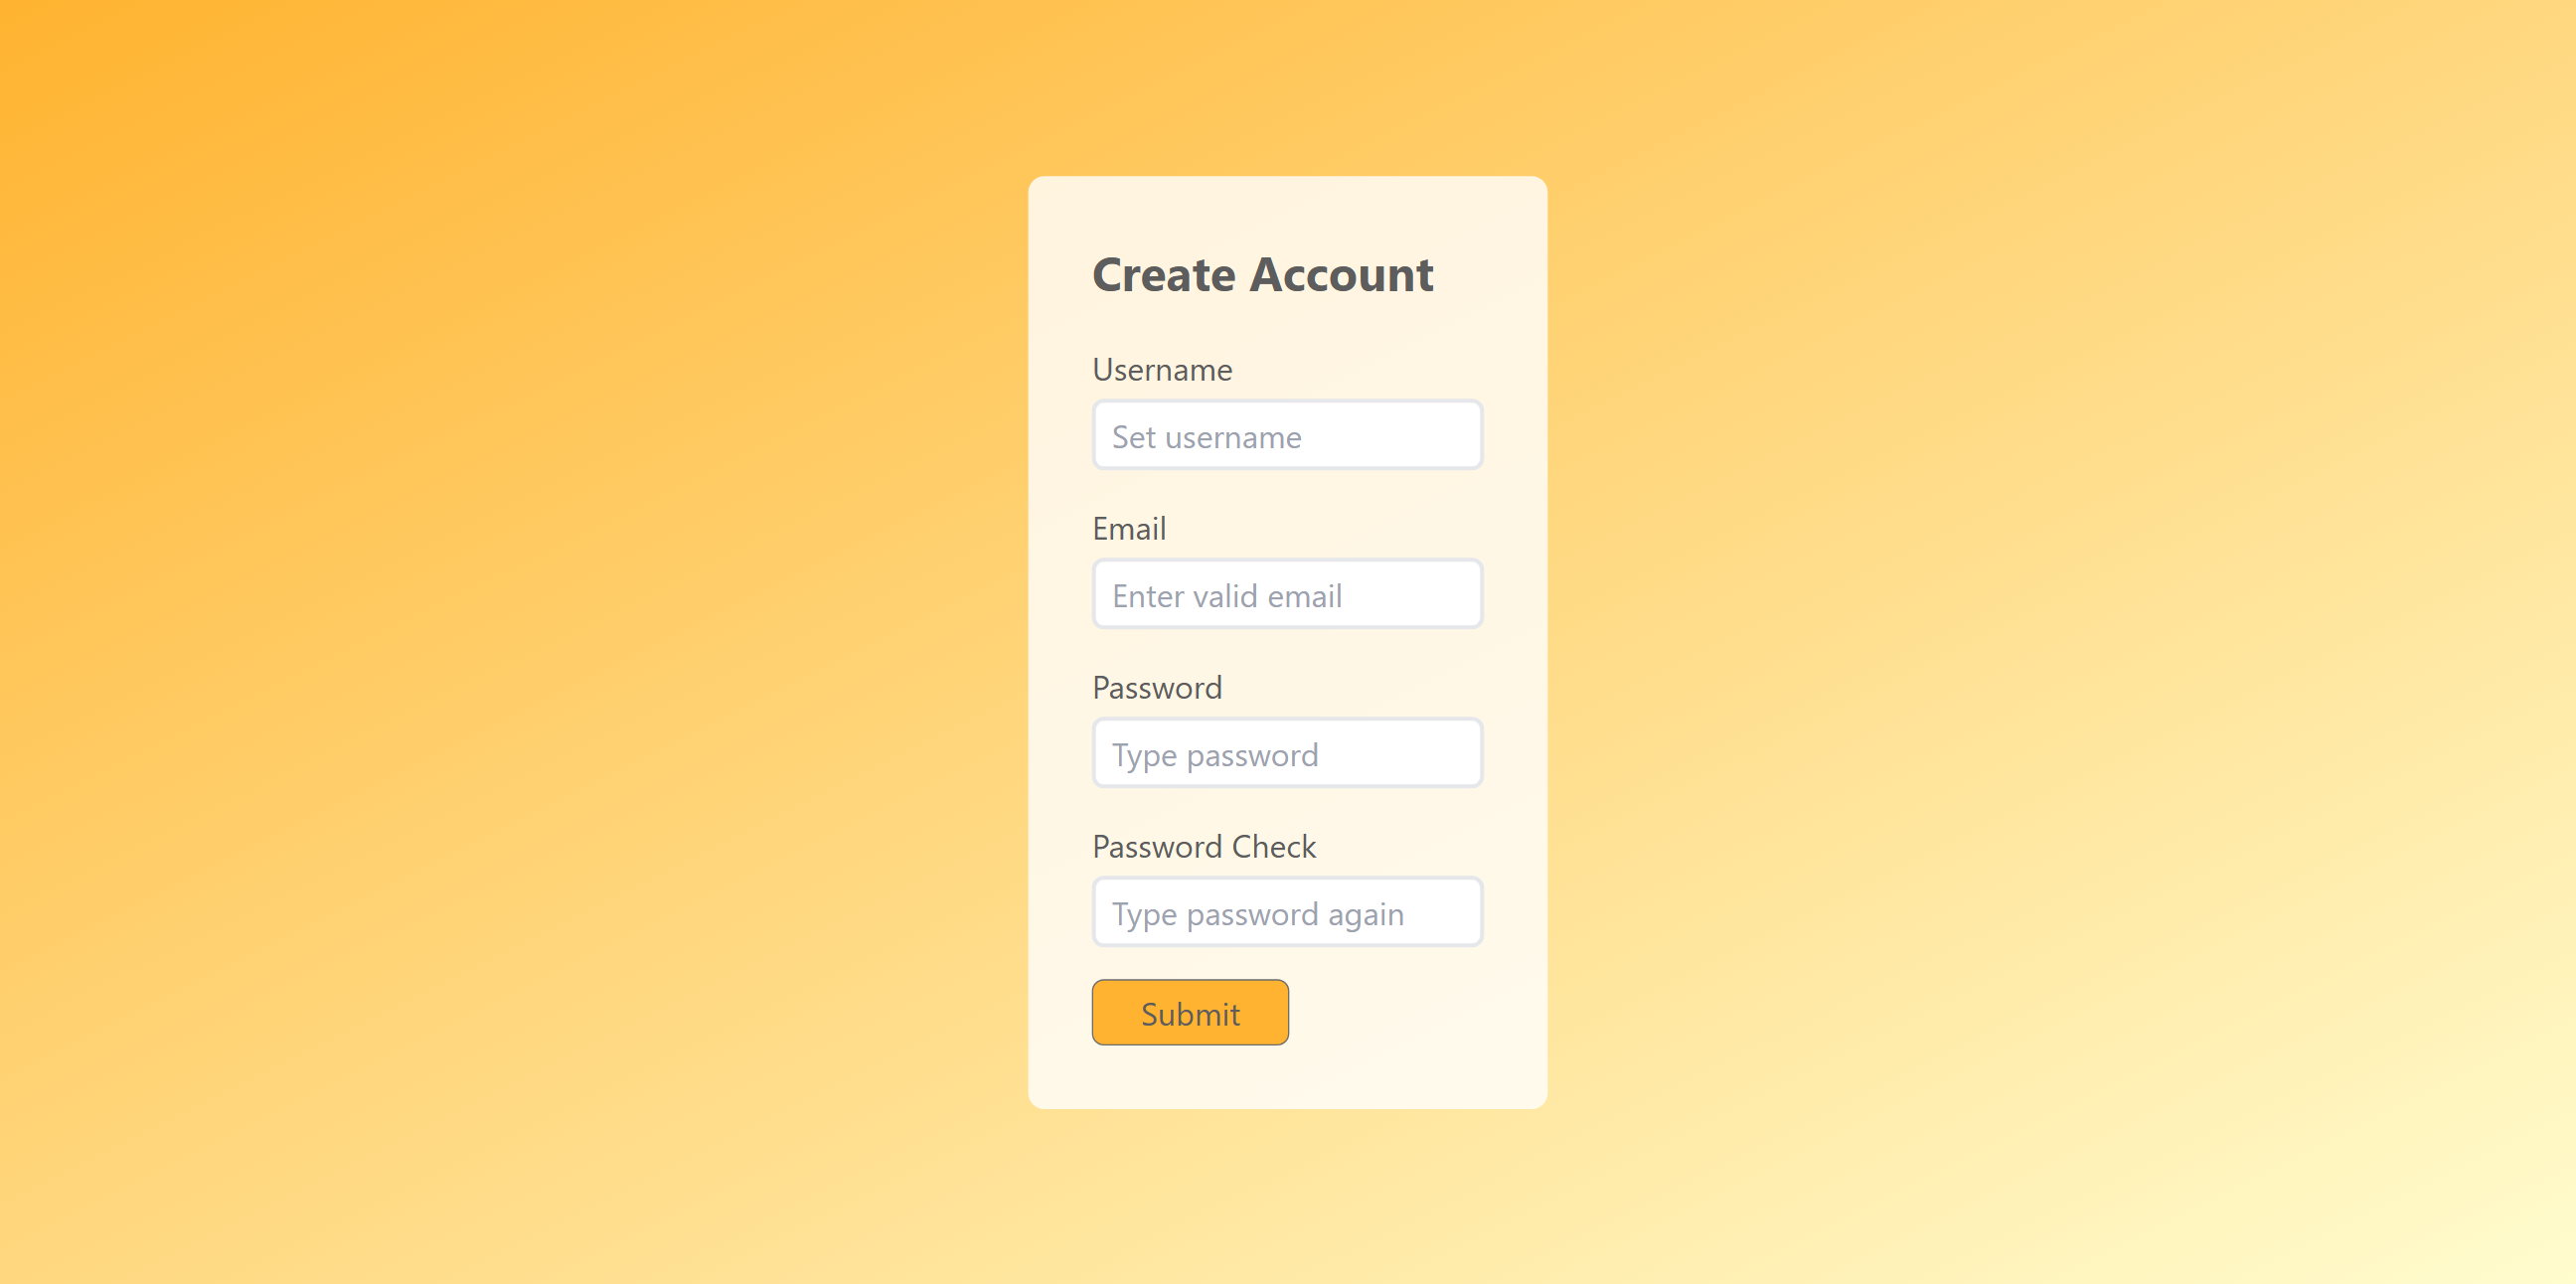 Create Account
Username
Set username
Email
Enter valid email
Password
Type password
Password Check
Type password again
Submit